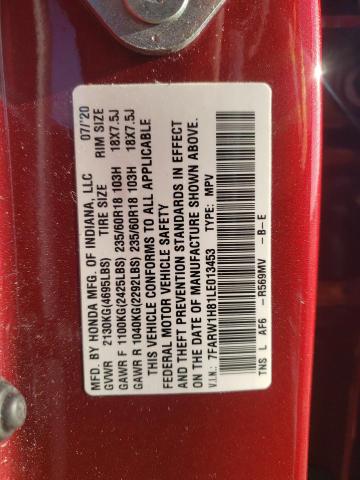 MFD. BY HONDA MFG. OF INDIANA, LLC 07/'20
GVWR 2130KG(4695LBS) TIRE SIZE RIM SIZE
GAWR F 1100KG(2425LBS) 235/60R18 103H 18X7.5J
GAWR R 1040KG(2292LBS) 235/60R18 103H 18X7.5J
THIS VEHICLE CONFORMS TO ALL APPLICABLE
FEDERAL MOTOR VEHICLE SAFETY
AND THEFT PREVENTION STANDARDS IN EFFECT
ON THE DATE OF MANUFACTURE SHOWN ABOVE.
V.I.N.: 7FARW1H81LE013453 TYPE: MPV
TNS L AF6 -R569MV -B-E